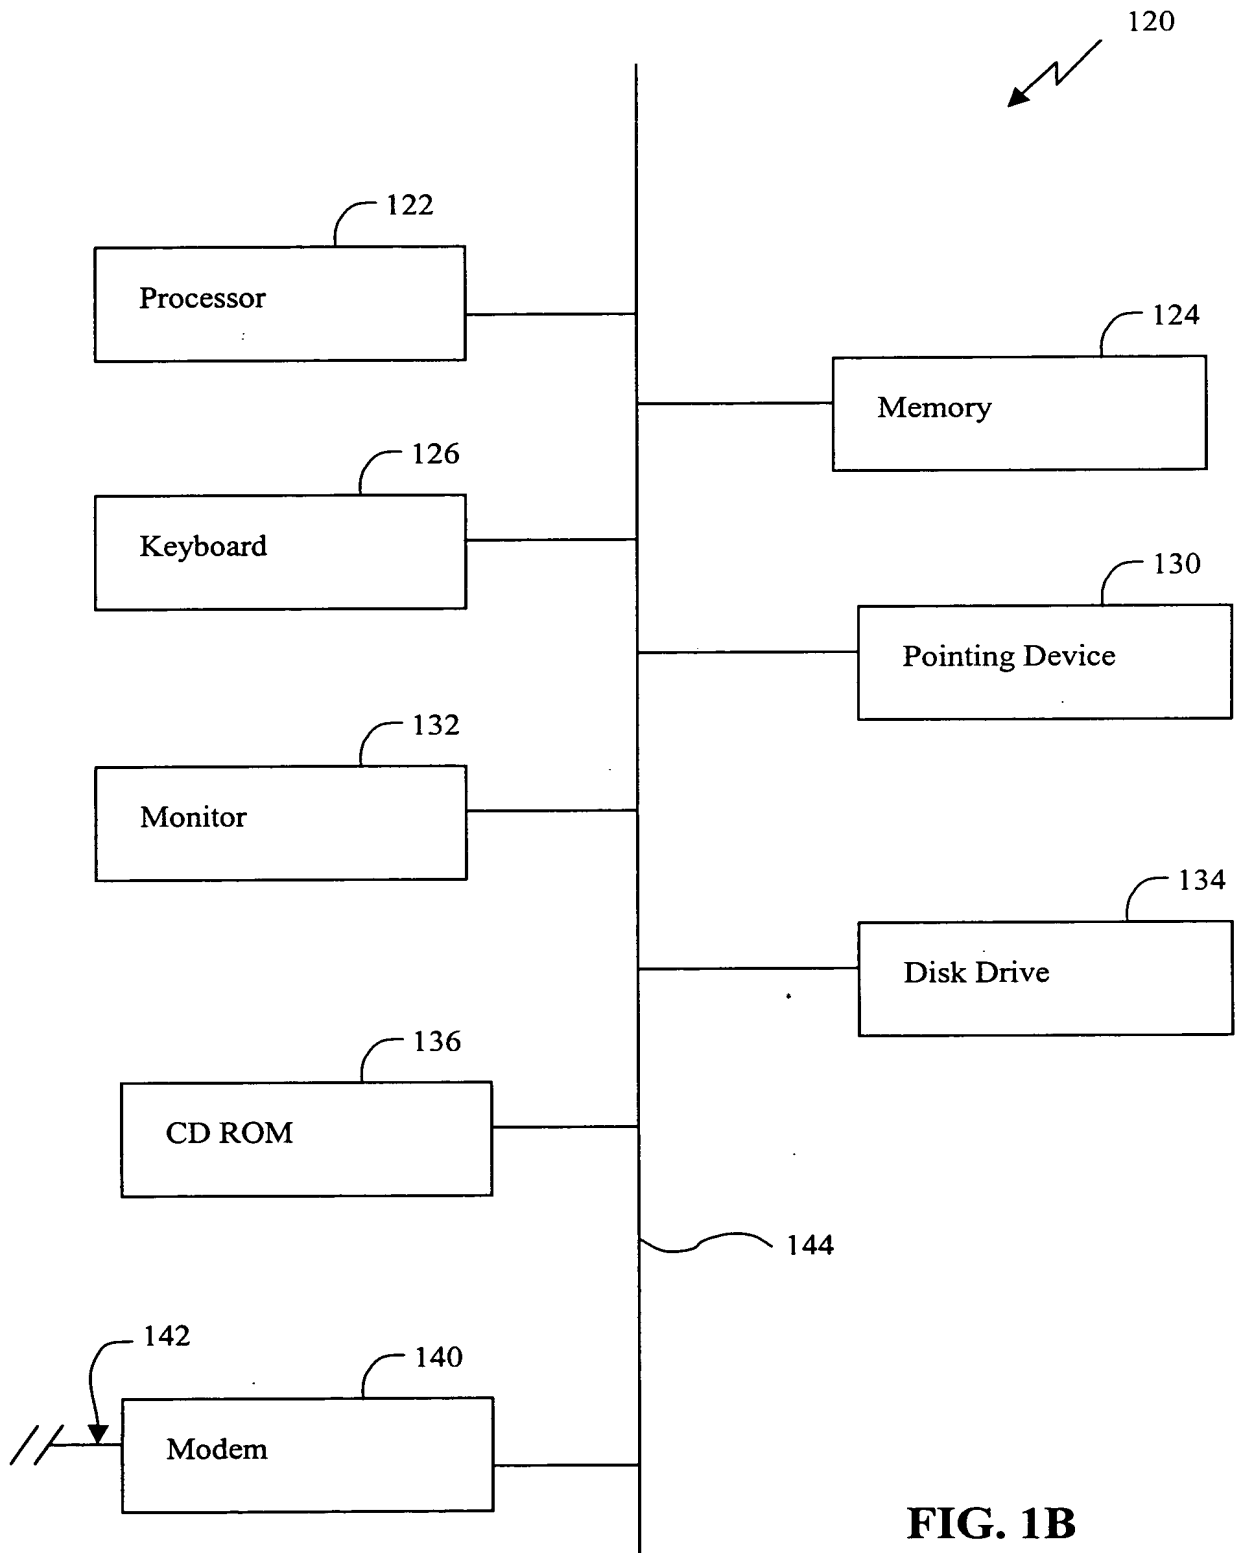 120
122
Processor
124
Memory
126
Keyboard
130
Pointing Device
132
Monitor
134
Disk Drive
136
CD ROM
144
142
140
Modem
FIG. 1B